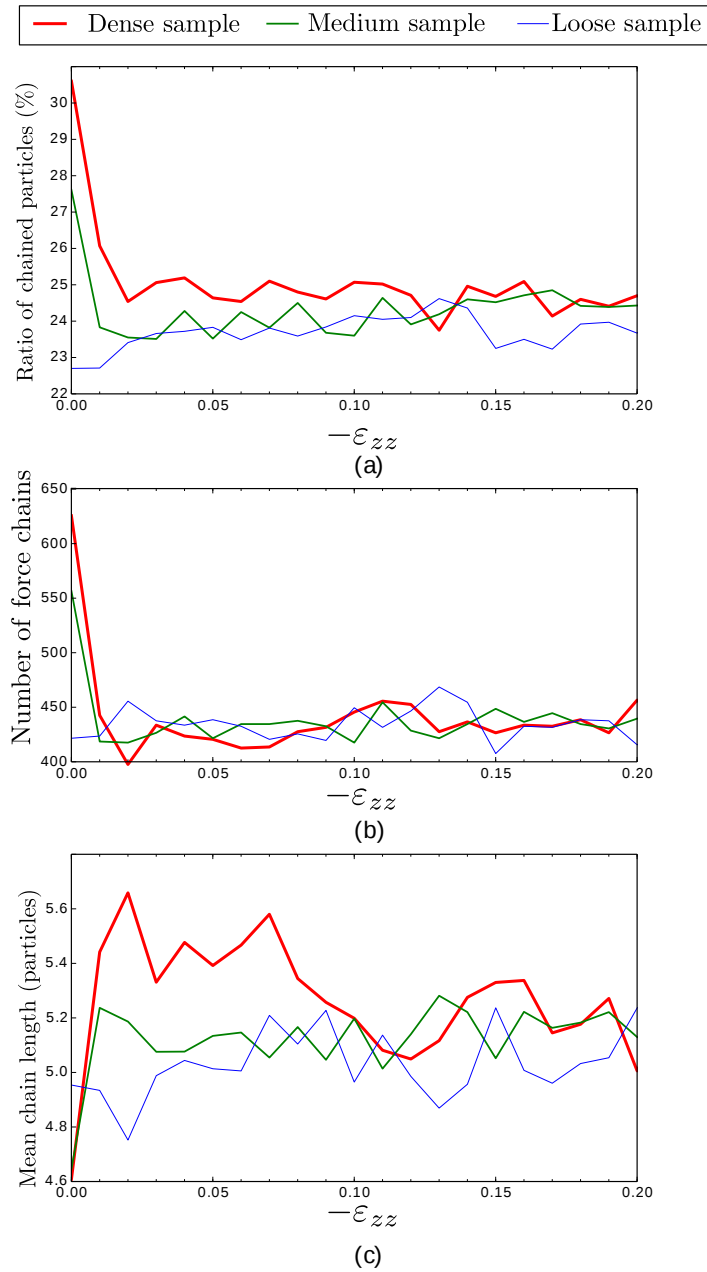 Dense sample Medium sample Loose sample
Ratio of chained particles (%)
30
29
28
27
26
25
24
23
22
0.00 0.05 0.10 0.15 0.20
−ε_zz
(a)
Number of force chains
650
600
550
500
450
400
0.00 0.05 0.10 0.15 0.20
−ε_zz
(b)
Mean chain length (particles)
5.6
5.4
5.2
5.0
4.8
4.6
0.00 0.05 0.10 0.15 0.20
−ε_zz
(c)